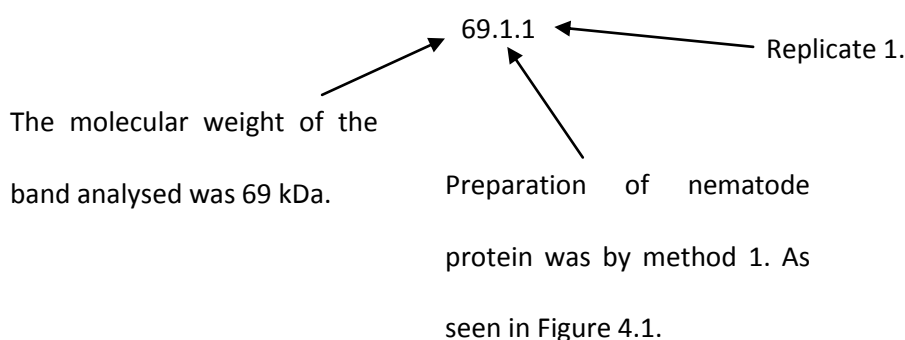 69.1.1
Replicate 1.
The molecular weight of the
band analysed was 69 kDa.
Preparation of nematode
protein was by method 1. As
seen in Figure 4.1.